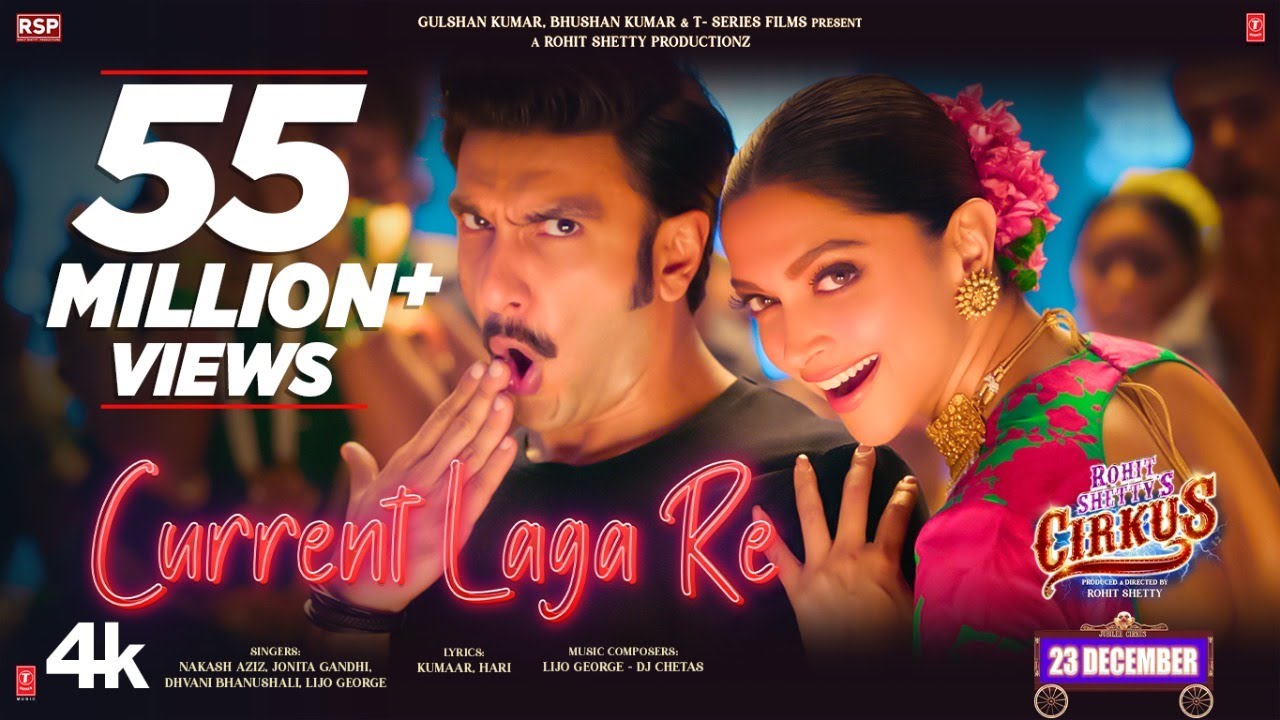 RSP
GULSHAN KUMAR, BHUSHAN KUMAR & T- SERIES FILMS PRESENT
A ROHIT SHETTY PRODUCTIONZ
55
MILLION+
VIEWS
Current Laga Re
ROHIT
SHETTY'S
CIRKUS
PRODUCED & DIRECTED BY
ROHIT SHETTY
JUBILEE CIRKUS
23 DECEMBER
4k
SINGERS:
NAKASH AZIZ, JONITA GANDHI,
DHVANI BHANUSHALI, LIJO GEORGE
LYRICS:
KUMAAR, HARI
MUSIC COMPOSERS:
LIJO GEORGE - DJ CHETAS